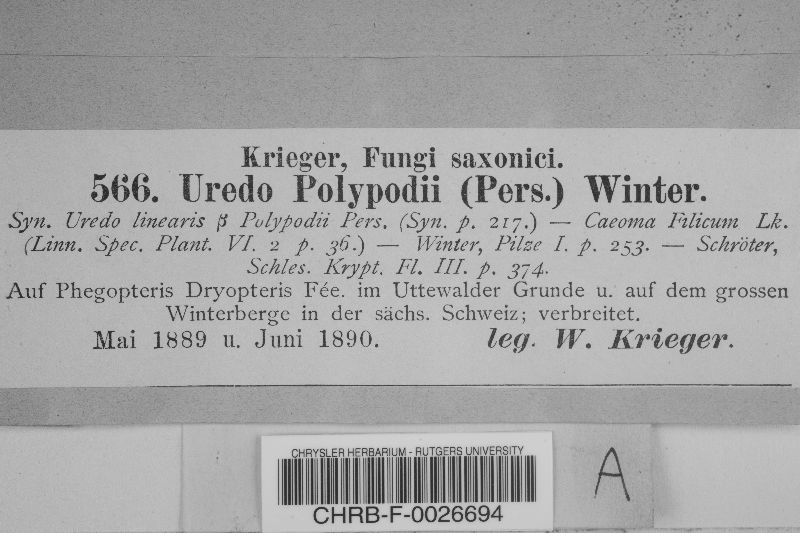 Krieger, Fungi saxonici.
566. Uredo Polypodii (Pers.) Winter.
Syn. Uredo linearis β Polypodii Pers. (Syn. p. 217.) — Caeoma Filicum Lk.
(Linn. Spec. Plant. VI. 2 p. 36.) — Winter, Pilze I. p. 253. — Schröter,
Schles. Krypt. Fl. III. p. 374.
Auf Phegopteris Dryopteris Fée. im Uttewalder Grunde u. auf dem grossen
Winterberge in der sächs. Schweiz; verbreitet.
Mai 1889 u. Juni 1890. leg. W. Krieger.
CHRYSLER HERBARIUM - RUTGERS UNIVERSITY
CHRB-F-0026694
A